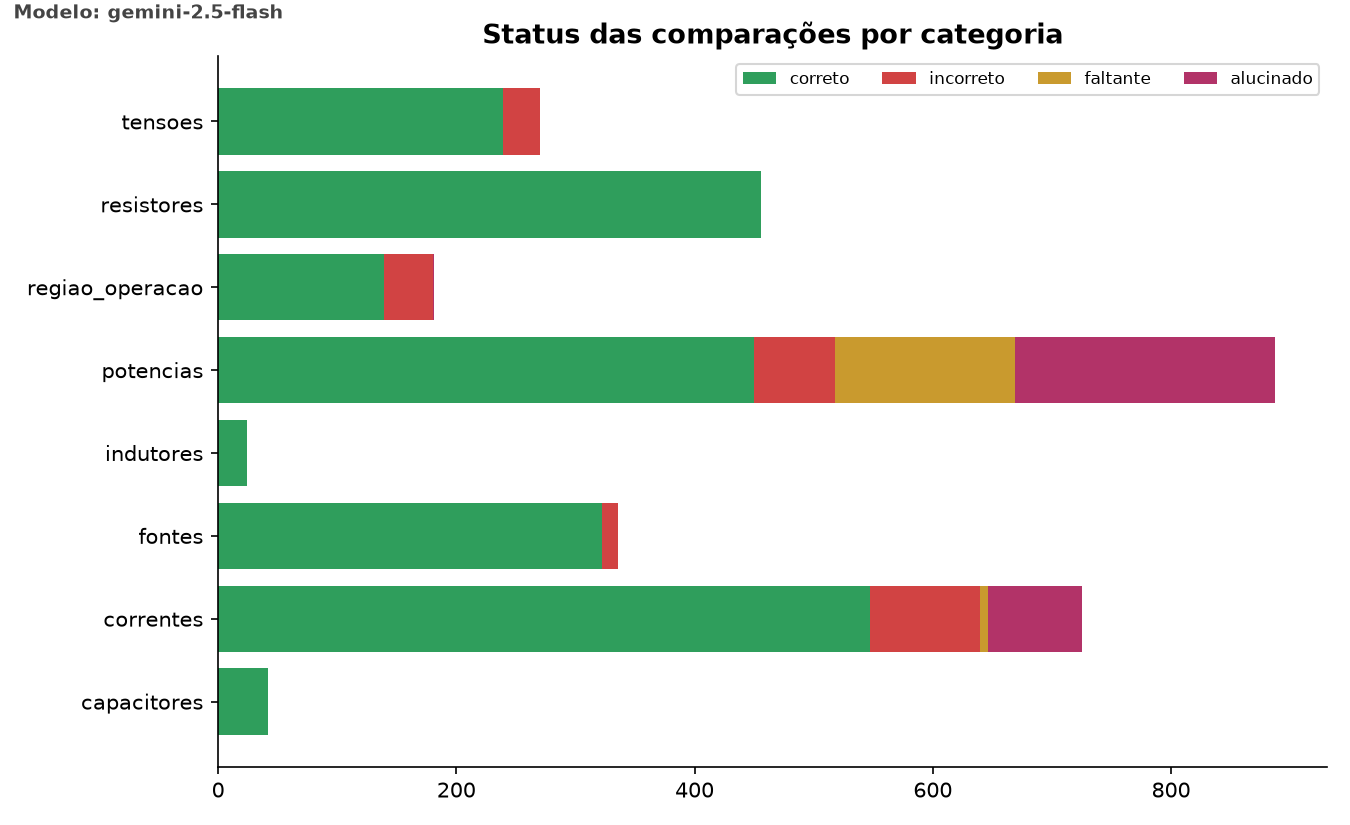 Modelo: gemini-2.5-flash
Status das comparações por categoria
correto incorreto faltante alucinado
tensoes
resistores
regiao_operacao
potencias
indutores
fontes
correntes
capacitores
0 200 400 600 800